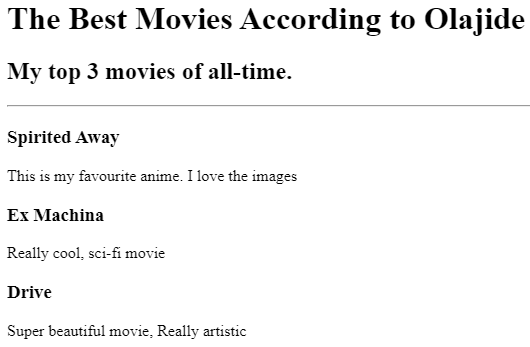 The Best Movies According to Olajide
My top 3 movies of all-time.
Spirited Away
This is my favourite anime. I love the images
Ex Machina
Really cool, sci-fi movie
Drive
Super beautiful movie, Really artistic